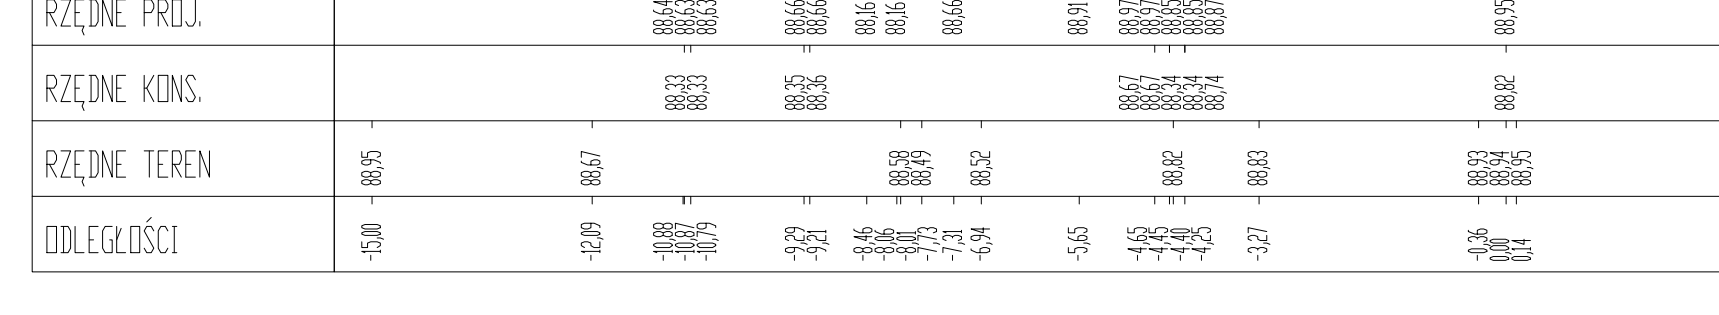 RZĘDNE PROJ. 88,64 88,63 88,63 88,66 88,66 88,16 88,16 88,66 88,91 88,97 88,97 88,85 88,85 88,87 88,95
RZĘDNE KONS. 88,33 88,33 88,35 88,36 88,67 88,67 88,34 88,34 88,74 88,82
RZĘDNE TEREN 88,95 88,67 88,58 88,49 88,52 88,82 88,83 88,93 88,94 88,95
ODLEGŁOŚCI -15,00 -12,09 -10,88 -10,87 -10,79 -9,29 -9,21 -8,46 -8,06 -8,01 -7,73 -7,31 -6,94 -5,65 -4,65 -4,45 -4,40 -4,25 -3,27 -0,36 0,00 0,14